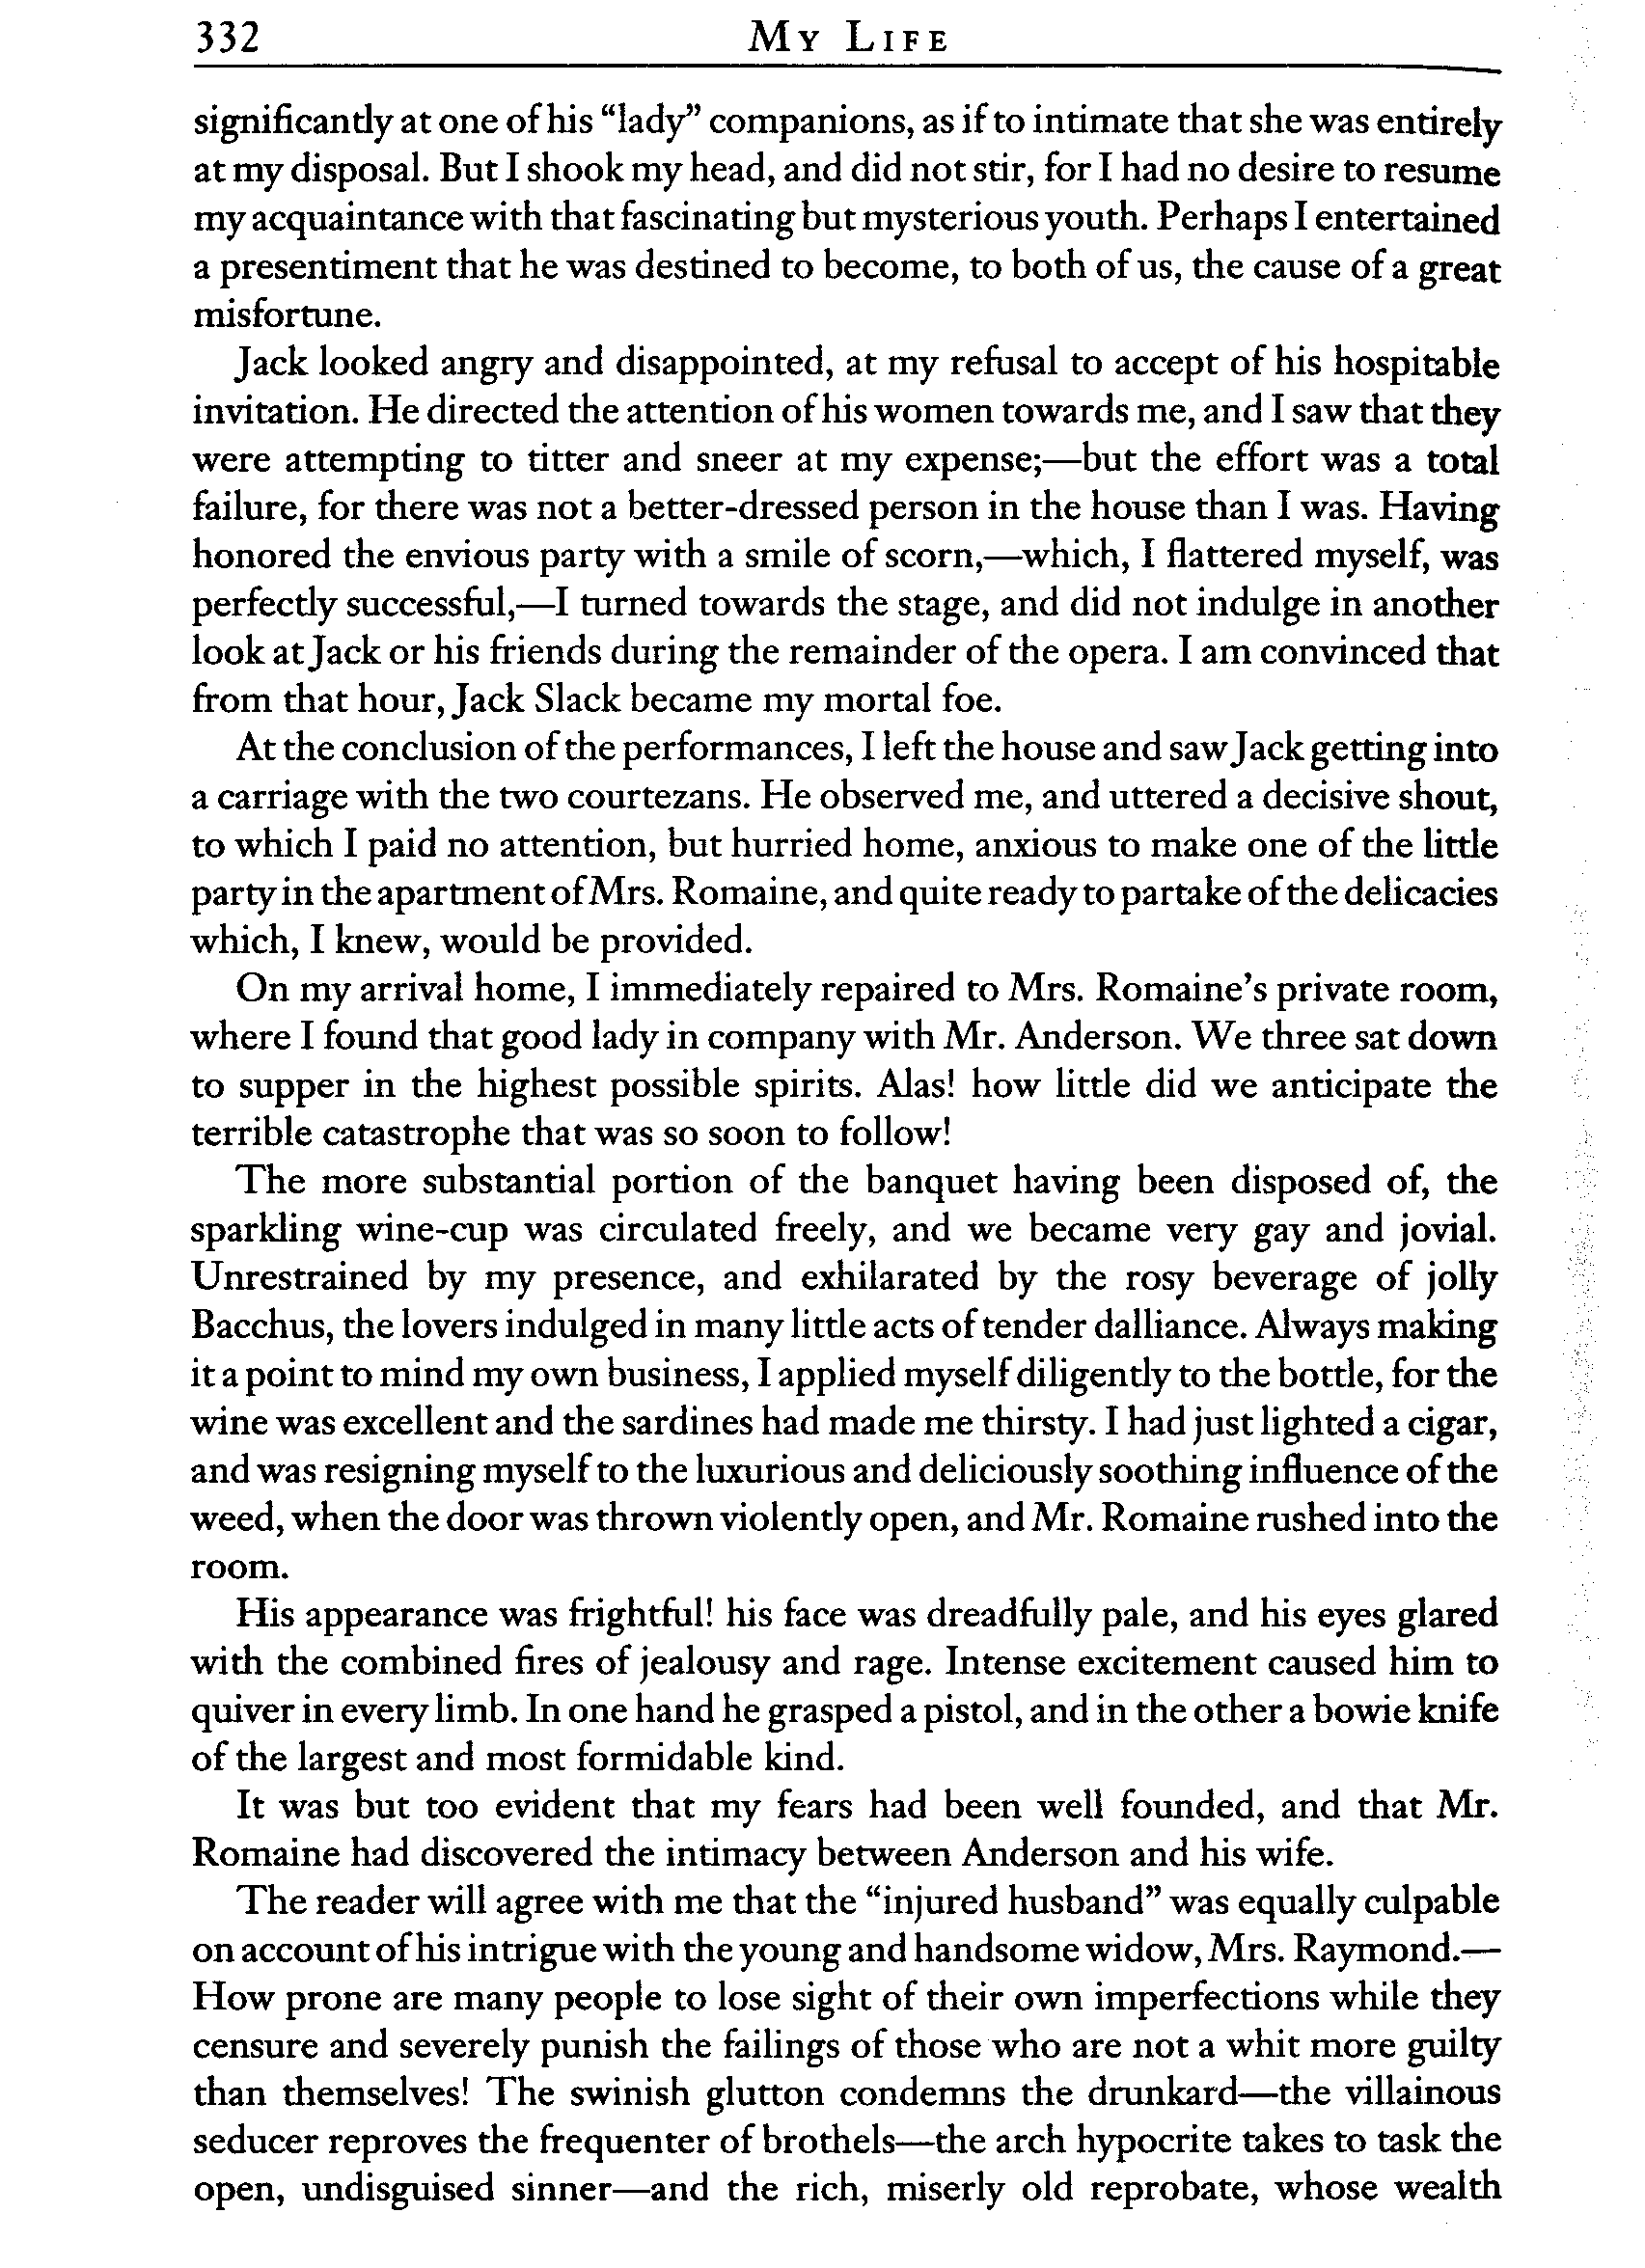 332
My Life
significantly at one of his “lady” companions, as if to intimate that she was entirely
at my disposal. But I shook my head, and did not stir, for I had no desire to resume
my acquaintance with that fascinating but mysterious youth. Perhaps I entertained
a presentiment that he was destined to become, to both of us, the cause of a great
misfortune.
Jack looked angry and disappointed, at my refusal to accept of his hospitable
invitation. He directed the attention of his women towards me, and I saw that they
were attempting to titter and sneer at my expense;—but the effort was a total
failure, for there was not a better-dressed person in the house than I was. Having
honored the envious party with a smile of scorn,—which, I flattered myself, was
perfectly successful,—I turned towards the stage, and did not indulge in another
look at Jack or his friends during the remainder of the opera. I am convinced that
from that hour, Jack Slack became my mortal foe.
At the conclusion of the performances, I left the house and saw Jack getting into
a carriage with the two courtezans. He observed me, and uttered a decisive shout,
to which I paid no attention, but hurried home, anxious to make one of the little
party in the apartment of Mrs. Romaine, and quite ready to partake of the delicacies
which, I knew, would be provided.
On my arrival home, I immediately repaired to Mrs. Romaine’s private room,
where I found that good lady in company with Mr. Anderson. We three sat down
to supper in the highest possible spirits. Alas! how little did we anticipate the
terrible catastrophe that was so soon to follow!
The more substantial portion of the banquet having been disposed of, the
sparkling wine-cup was circulated freely, and we became very gay and jovial.
Unrestrained by my presence, and exhilarated by the rosy beverage of jolly
Bacchus, the lovers indulged in many little acts of tender dalliance. Always making
it a point to mind my own business, I applied myself diligently to the bottle, for the
wine was excellent and the sardines had made me thirsty. I had just lighted a cigar,
and was resigning myself to the luxurious and deliciously soothing influence of the
weed, when the door was thrown violently open, and Mr. Romaine rushed into the
room.
His appearance was frightful! his face was dreadfully pale, and his eyes glared
with the combined fires of jealousy and rage. Intense excitement caused him to
quiver in every limb. In one hand he grasped a pistol, and in the other a bowie knife
of the largest and most formidable kind.
It was but too evident that my fears had been well founded, and that Mr.
Romaine had discovered the intimacy between Anderson and his wife.
The reader will agree with me that the “injured husband” was equally culpable
on account of his intrigue with the young and handsome widow, Mrs. Raymond.—
How prone are many people to lose sight of their own imperfections while they
censure and severely punish the failings of those who are not a whit more guilty
than themselves! The swinish glutton condemns the drunkard—the villainous
seducer reproves the frequenter of brothels—the arch hypocrite takes to task the
open, undisguised sinner—and the rich, miserly old reprobate, whose wealth